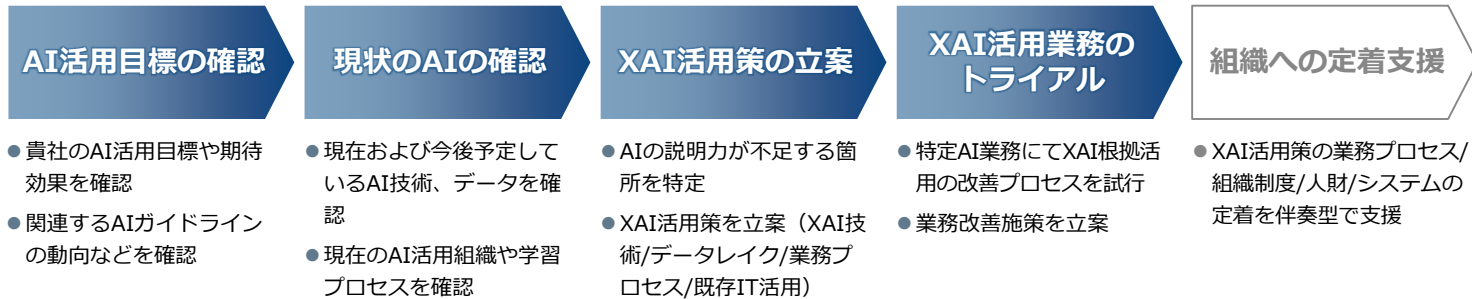 AI活用目標の確認
現状のAIの確認
XAI活用策の立案
XAI活用業務の
トライアル
組織への定着支援
●貴社のAI活用目標や期待
効果を確認
●関連するAIガイドライン
の動向などを確認
●現在および今後予定して
いるAI技術、データを確
認
●現在のAI活用組織や学習
プロセスを確認
●AIの説明力が不足する箇
所を特定
●XAI活用策を立案（XAI技
術/データレイク/業務プ
ロセス/既存IT活用）
●特定AI業務にてXAI根拠活
用の改善プロセスを試行
●業務改善施策を立案
●XAI活用策の業務プロセス/
組織制度/人財/システムの
定着を伴奏型で支援